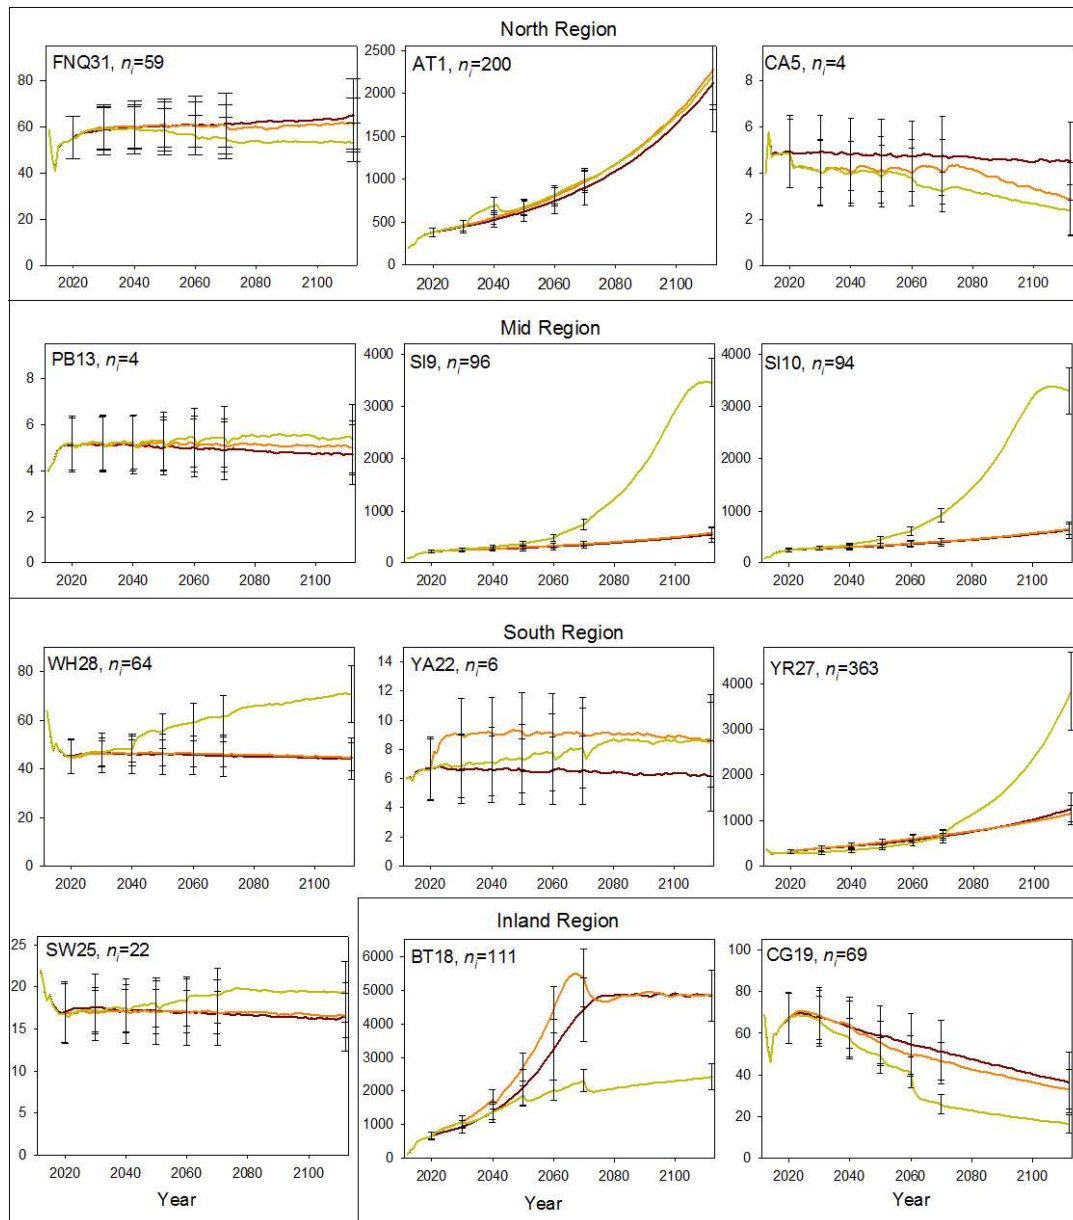 North Region
FNQ31, ni=59
80
60
40
20
0
2020 2040 2060 2080 2100
AT1, ni=200
2500
2000
1500
1000
500
0
2020 2040 2060 2080 2100
CA5, ni=4
8
6
4
2
0
2020 2040 2060 2080 2100
Mid Region
PB13, ni=4
8
6
4
2
0
2020 2040 2060 2080 2100
SI9, ni=96
4000
3000
2000
1000
0
2020 2040 2060 2080 2100
SI10, ni=94
4000
3000
2000
1000
0
2020 2040 2060 2080 2100
South Region
WH28, ni=64
80
60
40
20
0
2020 2040 2060 2080 2100
YA22, ni=6
14
12
10
8
6
4
2
0
2020 2040 2060 2080 2100
YR27, ni=363
4000
3000
2000
1000
0
2020 2040 2060 2080 2100
SW25, ni=22
25
20
15
10
5
0
2020 2040 2060 2080 2100
Year
Inland Region
BT18, ni=111
6000
5000
4000
3000
2000
1000
0
2020 2040 2060 2080 2100
Year
CG19, ni=69
100
80
60
40
20
0
2020 2040 2060 2080 2100
Year